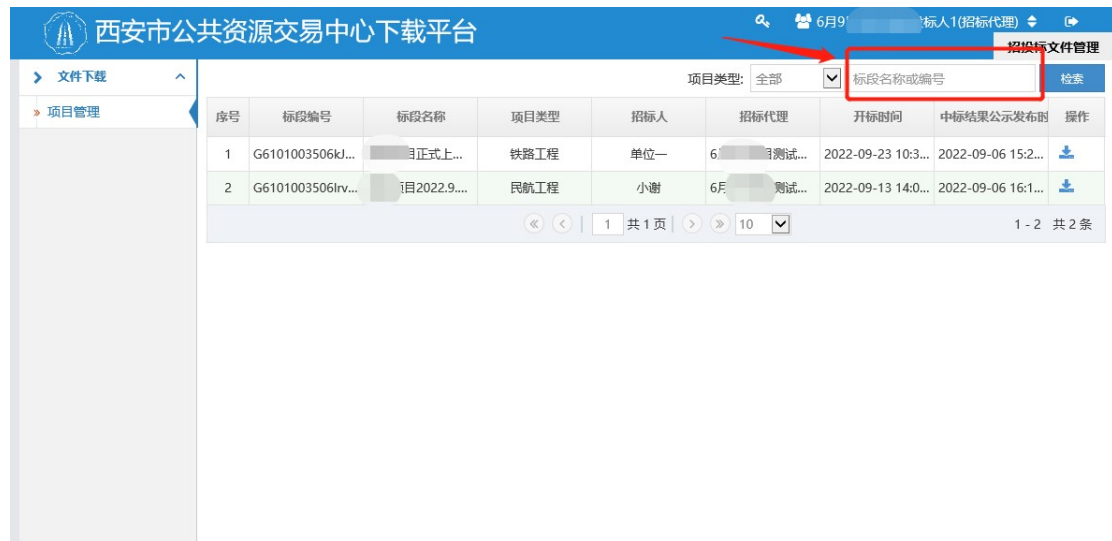 西安市公共资源交易中心下载平台
6月9 标人1(招标代理)
招投标文件管理
文件下载
项目类型: 全部 标段名称或编号 检索
项目管理
序号 标段编号 标段名称 项目类型 招标人 招标代理 开标时间 中标结果公示发布时 操作
1 G6101003506kJ... 目正式上... 铁路工程 单位一 6 目测试... 2022-09-23 10:3... 2022-09-06 15:2...
2 G6101003506Irv... 项目2022.9.... 民航工程 小谢 6月 测试... 2022-09-13 14:0... 2022-09-06 16:1...
1 共1页 10 1 - 2 共2条